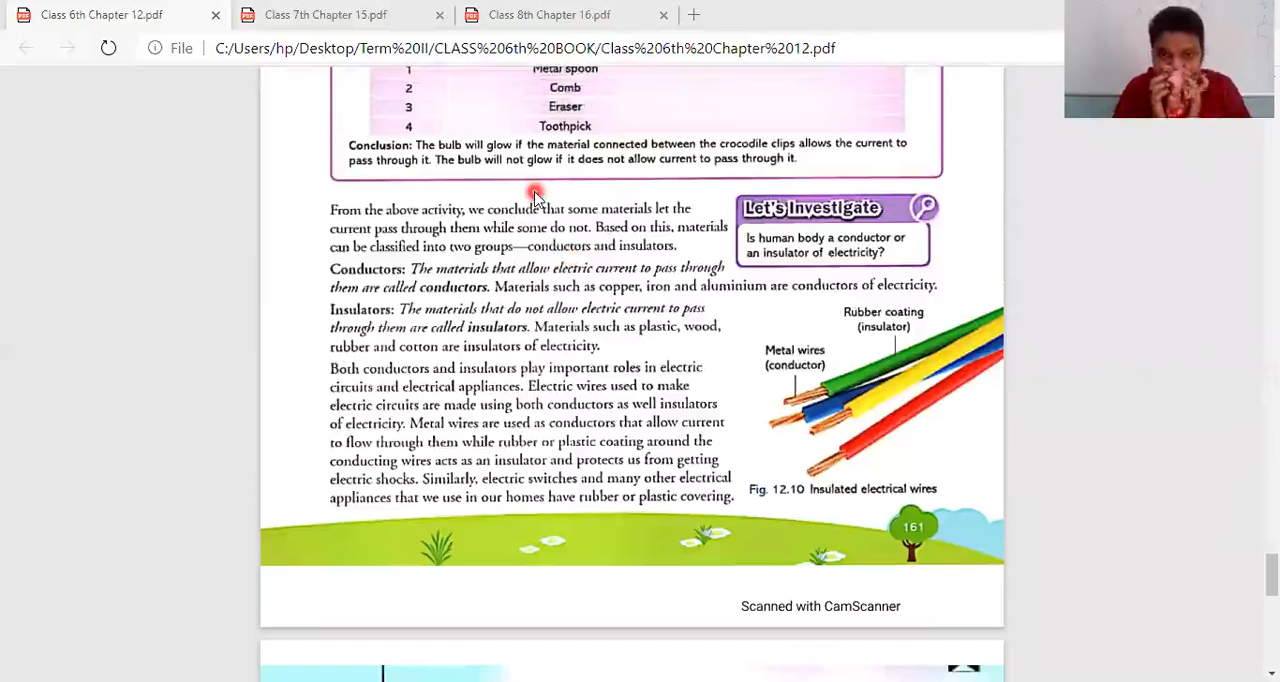 Class 6th Chapter 12.pdf
Class 7th Chapter 15.pdf
Class 8th Chapter 16.pdf
File
C:/Users/hp/Desktop/Term%20II/CLASS%206th%20BOOK/Class%206th%20Chapter%2012.pdf
1 Metal spoon
2 Comb
3 Eraser
4 Toothpick
Conclusion: The bulb will glow if the material connected between the crocodile clips allows the current to
pass through it. The bulb will not glow if it does not allow current to pass through it.
From the above activity, we conclude that some materials let the
current pass through them while some do not. Based on this, materials
can be classified into two groups—conductors and insulators.
Let's Investigate
Is human body a conductor or
an insulator of electricity?
Conductors: The materials that allow electric current to pass through
them are called conductors. Materials such as copper, iron and aluminium are conductors of electricity.
Insulators: The materials that do not allow electric current to pass
through them are called insulators. Materials such as plastic, wood,
rubber and cotton are insulators of electricity.
Both conductors and insulators play important roles in electric
circuits and electrical appliances. Electric wires used to make
electric circuits are made using both conductors as well insulators
of electricity. Metal wires are used as conductors that allow current
to flow through them while rubber or plastic coating around the
conducting wires acts as an insulator and protects us from getting
electric shocks. Similarly, electric switches and many other electrical
appliances that we use in our homes have rubber or plastic covering.
Rubber coating
(insulator)
Metal wires
(conductor)
Fig. 12.10 Insulated electrical wires
161
Scanned with CamScanner